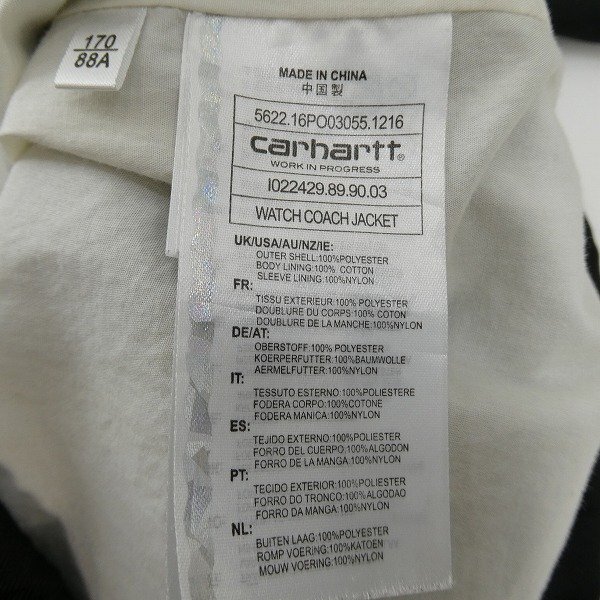 170
88A
MADE IN CHINA
中国製
5622.16PO03055.1216
carhartt®
WORK IN PROGRESS
I022429.89.90.03
WATCH COACH JACKET
UK/USA/AU/NZ/IE:
OUTER SHELL:100%POLYESTER
BODY LINING:100% COTTON
SLEEVE LINING:100%NYLON
FR:
TISSU EXTERIEUR:100% POLYESTER
DOUBLURE DU CORPS:100% COTON
DOUBLURE DE LA MANCHE:100%NYLON
DE/AT:
OBERSTOFF:100% POLYESTER
KOERPERFUTTER:100%BAUMWOLLE
AERMELFUTTER:100%NYLON
IT:
TESSUTO ESTERNO:100%POLIESTERE
FODERA CORPO:100%COTONE
FODERA MANICA:100%NYLON
ES:
TEJIDO EXTERNO:100%POLIESTER
FORRO DEL CUERPO:100%ALGODON
FORRO DE LA MANGA:100%NYLON
PT:
TECIDO EXTERIOR:100%POLIESTER
FORRO DO TRONCO:100%ALGODAO
FORRO DA MANGA:100%NYLON
NL:
BUITEN LAAG:100%POLYESTER
ROMP VOERING:100%KATOEN
MOUW VOERING:100%NYLON